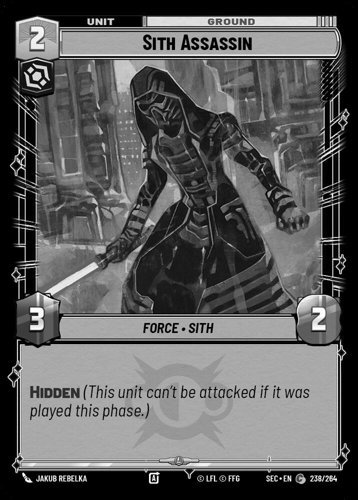 UNIT
GROUND
2
SITH ASSASSIN
3
2
FORCE • SITH
HIDDEN (This unit can't be attacked if it was
played this phase.)
JAKUB REBELKA
© LFL © FFG
SEC • EN
C
238/264